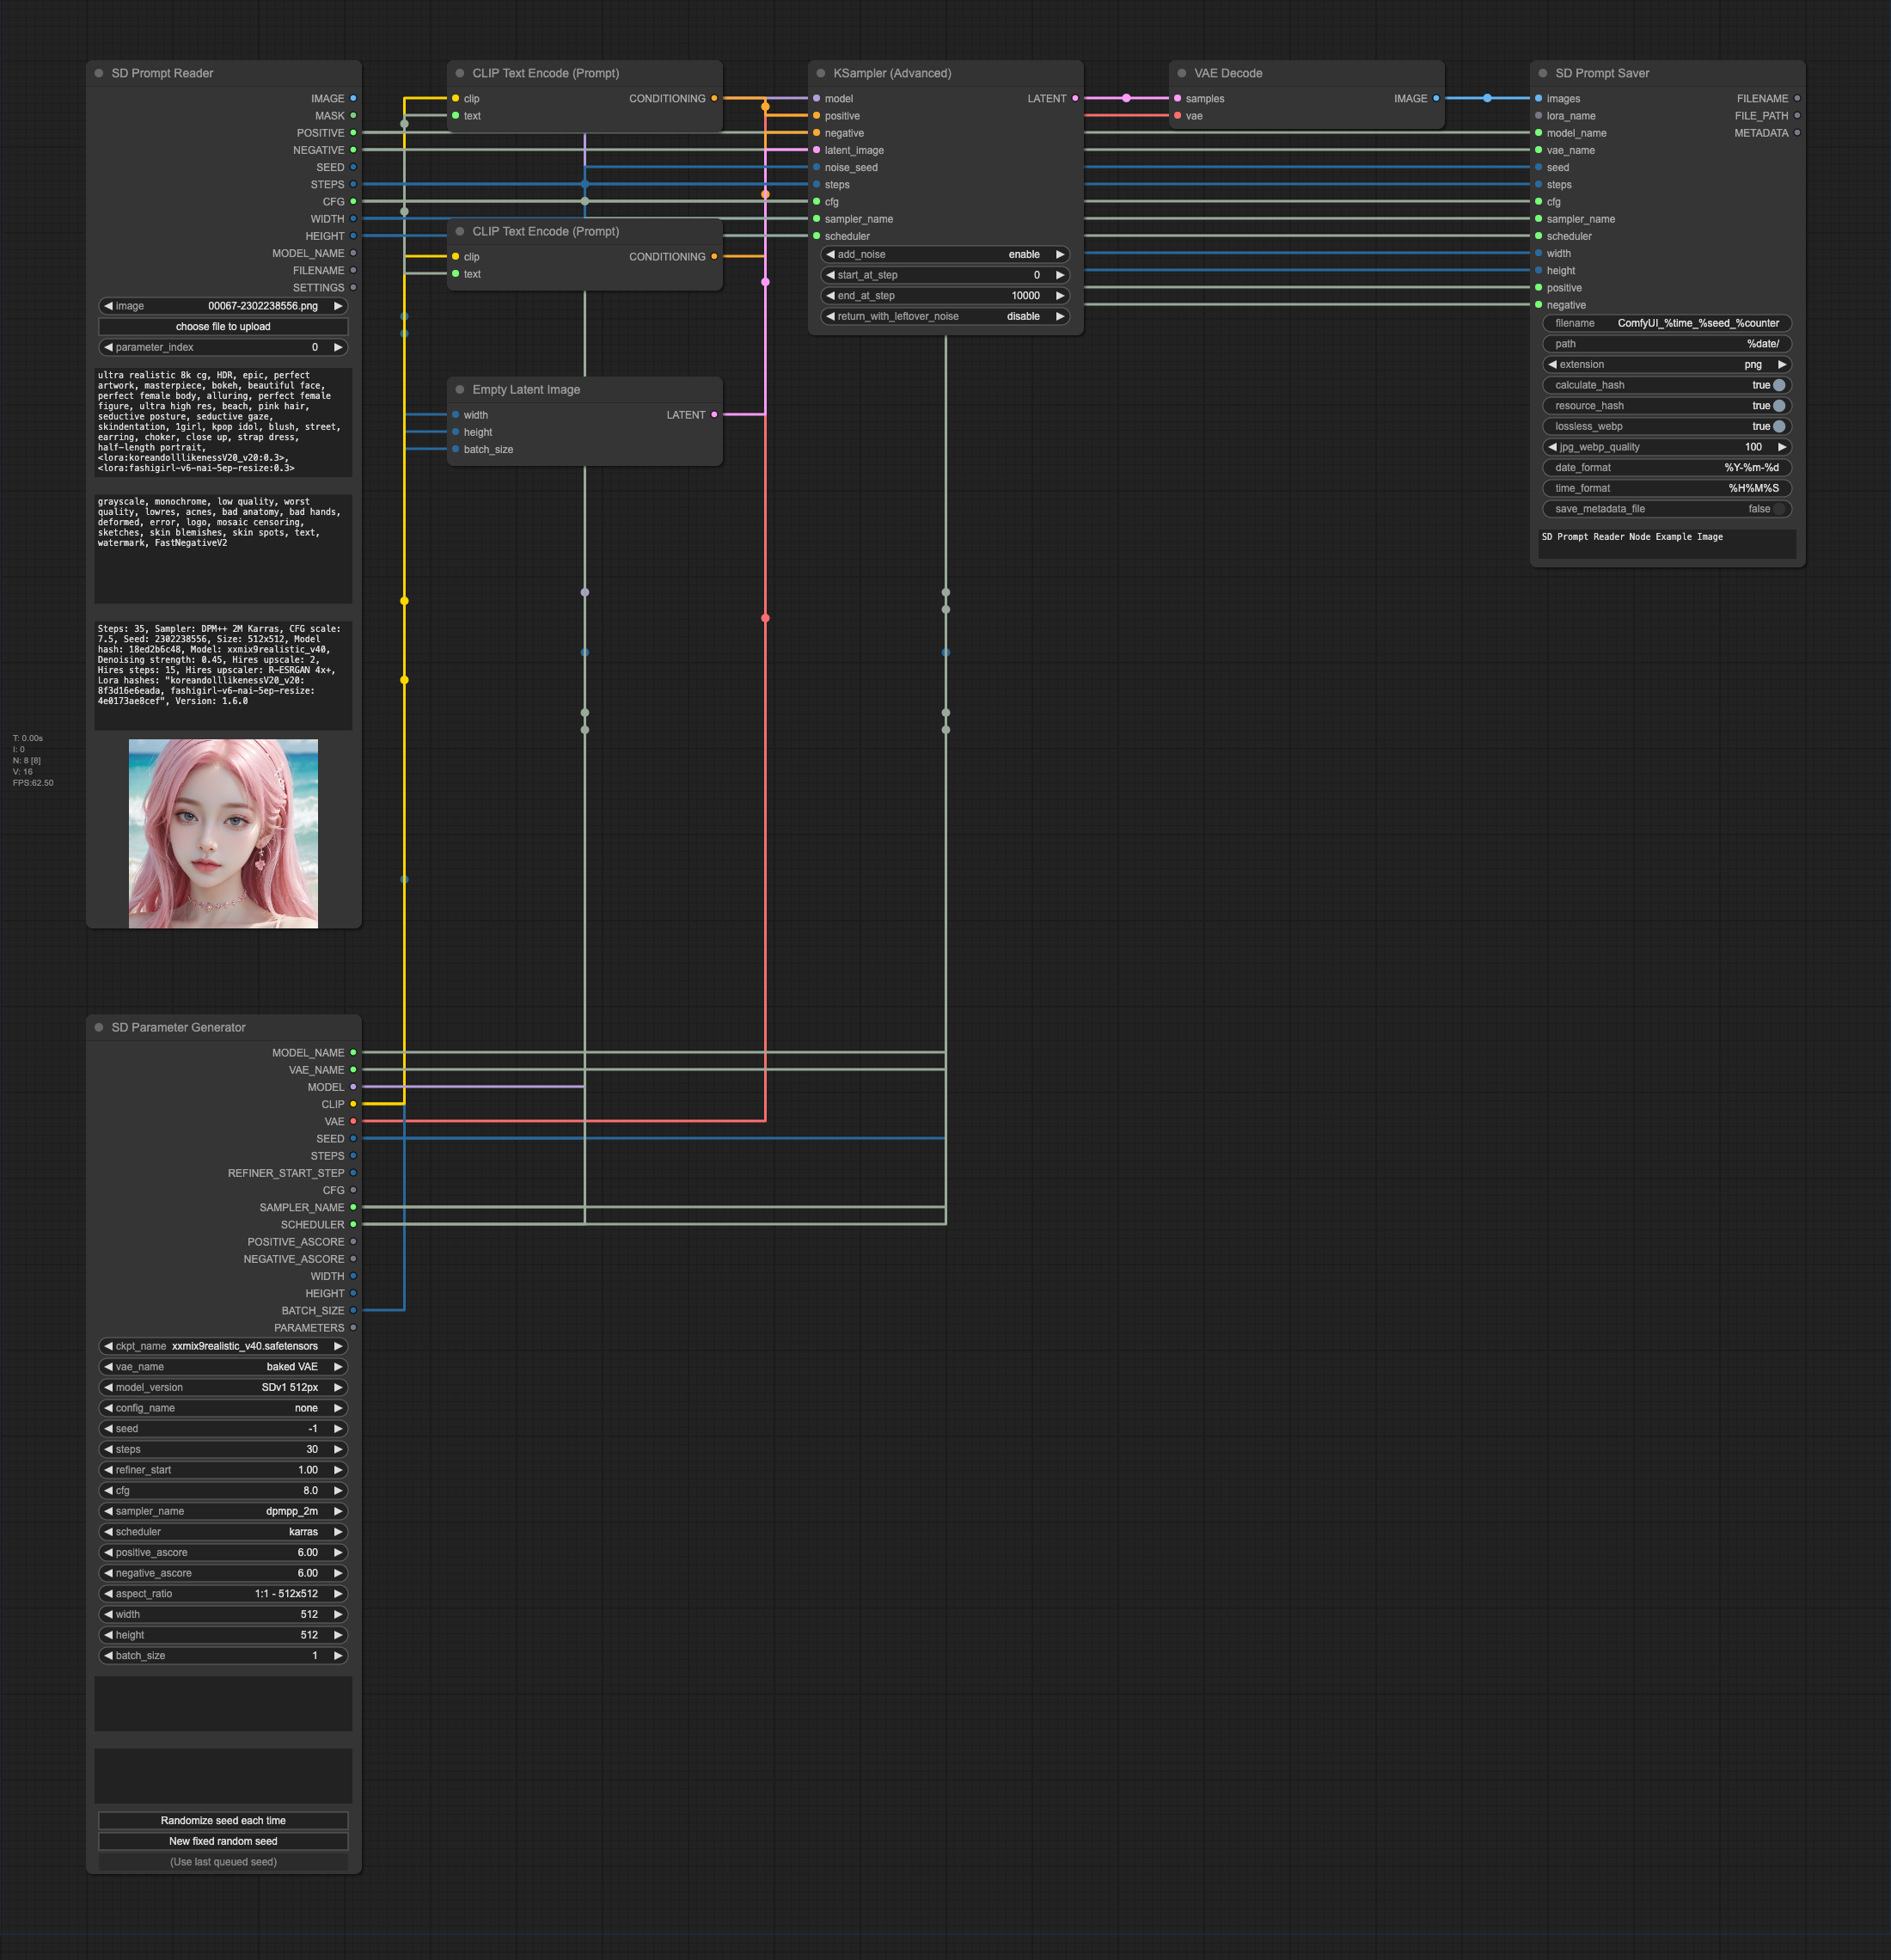 SD Prompt Reader
IMAGE
MASK
POSITIVE
NEGATIVE
SEED
STEPS
CFG
WIDTH
HEIGHT
MODEL_NAME
FILENAME
SETTINGS
image 00067-2302238556.png
choose file to upload
parameter_index 0
ultra realistic 8k cg, HDR, epic, perfect
artwork, masterpiece, bokeh, beautiful face,
perfect female body, alluring, perfect female
figure, ultra high res, beach, pink hair,
seductive posture, seductive gaze,
skindentation, 1girl, kpop idol, blush, street,
earring, choker, close up, strap dress,
half-length portrait,
<lora:koreandolllikenessV20_v20:0.3>,
<lora:fashigirl-v6-nai-5ep-resize:0.3>
grayscale, monochrome, low quality, worst
quality, lowres, acnes, bad anatomy, bad hands,
deformed, error, logo, mosaic censoring,
sketches, skin blemishes, skin spots, text,
watermark, FastNegativeV2
Steps: 35, Sampler: DPM++ 2M Karras, CFG scale:
7.5, Seed: 2302238556, Size: 512x512, Model
hash: 18ed2b6c48, Model: xxmix9realistic_v40,
Denoising strength: 0.45, Hires upscale: 2,
Hires steps: 15, Hires upscaler: R-ESRGAN 4x+,
Lora hashes: "koreandolllikenessV20_v20:
8f3d16e6eada, fashigirl-v6-nai-5ep-resize:
4e0173ae8cef", Version: 1.6.0
T: 0.00s
I: 0
N: 8 [8]
V: 16
FPS:62.50
CLIP Text Encode (Prompt)
clip CONDITIONING
text
CLIP Text Encode (Prompt)
clip CONDITIONING
text
Empty Latent Image
width LATENT
height
batch_size
KSampler (Advanced)
model LATENT
positive
negative
latent_image
noise_seed
steps
cfg
sampler_name
scheduler
add_noise enable
start_at_step 0
end_at_step 10000
return_with_leftover_noise disable
VAE Decode
samples IMAGE
vae
SD Prompt Saver
images FILENAME
lora_name FILE_PATH
model_name METADATA
vae_name
seed
steps
cfg
sampler_name
scheduler
width
height
positive
negative
filename ComfyUI_%time_%seed_%counter
path %date/
extension png
calculate_hash true
resource_hash true
lossless_webp true
jpg_webp_quality 100
date_format %Y-%m-%d
time_format %H%M%S
save_metadata_file false
SD Prompt Reader Node Example Image
SD Parameter Generator
MODEL_NAME
VAE_NAME
MODEL
CLIP
VAE
SEED
STEPS
REFINER_START_STEP
CFG
SAMPLER_NAME
SCHEDULER
POSITIVE_ASCORE
NEGATIVE_ASCORE
WIDTH
HEIGHT
BATCH_SIZE
PARAMETERS
ckpt_name xxmix9realistic_v40.safetensors
vae_name baked VAE
model_version SDv1 512px
config_name none
seed -1
steps 30
refiner_start 1.00
cfg 8.0
sampler_name dpmpp_2m
scheduler karras
positive_ascore 6.00
negative_ascore 6.00
aspect_ratio 1:1 - 512x512
width 512
height 512
batch_size 1
Randomize seed each time
New fixed random seed
(Use last queued seed)